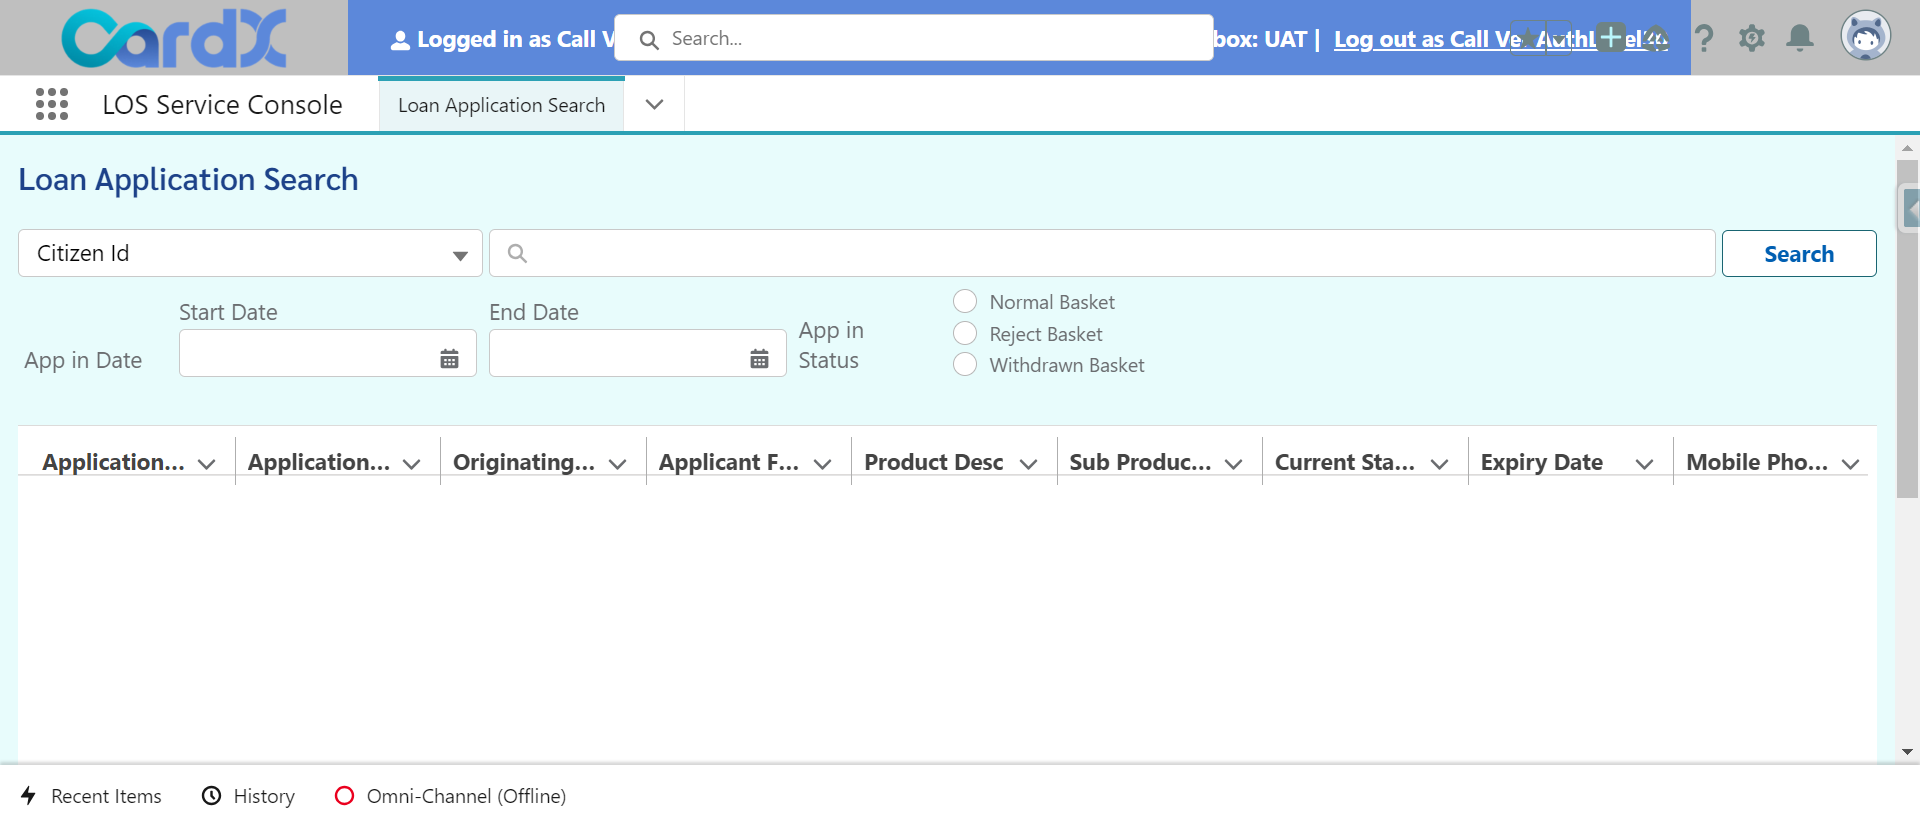 CardX
Logged in as Call V
Search...
box: UAT | Log out as Call Ve
LOS Service Console
Loan Application Search
Loan Application Search
Citizen Id
Search
App in Date
Start Date
End Date
App in
Status
Normal Basket
Reject Basket
Withdrawn Basket
Application... Application... Originating... Applicant F... Product Desc Sub Produc... Current Sta... Expiry Date Mobile Pho...
Recent Items History Omni-Channel (Offline)